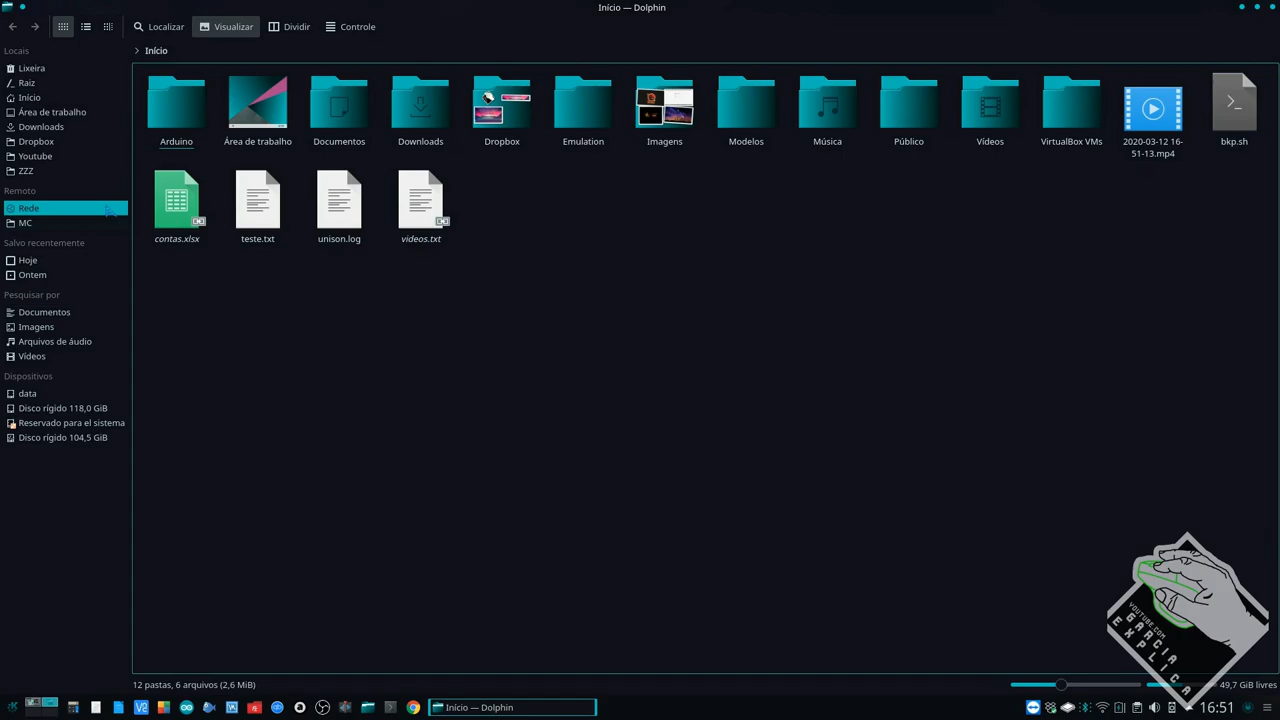 Início — Dolphin
Localizar
Visualizar
Dividir
Controle
Início
Locais
Lixeira
Raiz
Início
Área de trabalho
Downloads
Dropbox
Youtube
ZZZ
Remoto
Rede
MC
Salvo recentemente
Hoje
Ontem
Pesquisar por
Documentos
Imagens
Arquivos de áudio
Vídeos
Dispositivos
data
Disco rígido 118,0 GiB
Reservado para el sistema
Disco rígido 104,5 GiB
Arduino
Área de trabalho
Documentos
Downloads
Dropbox
Emulation
Imagens
Modelos
Música
Público
Vídeos
VirtualBox VMs
2020-03-12 16-
51-13.mp4
bkp.sh
contas.xlsx
teste.txt
unison.log
videos.txt
YOUTUBE.COM
GARCIA
EXPLICA
12 pastas, 6 arquivos (2,6 MiB)
49,7 GiB livres
Início — Dolphin
16:51